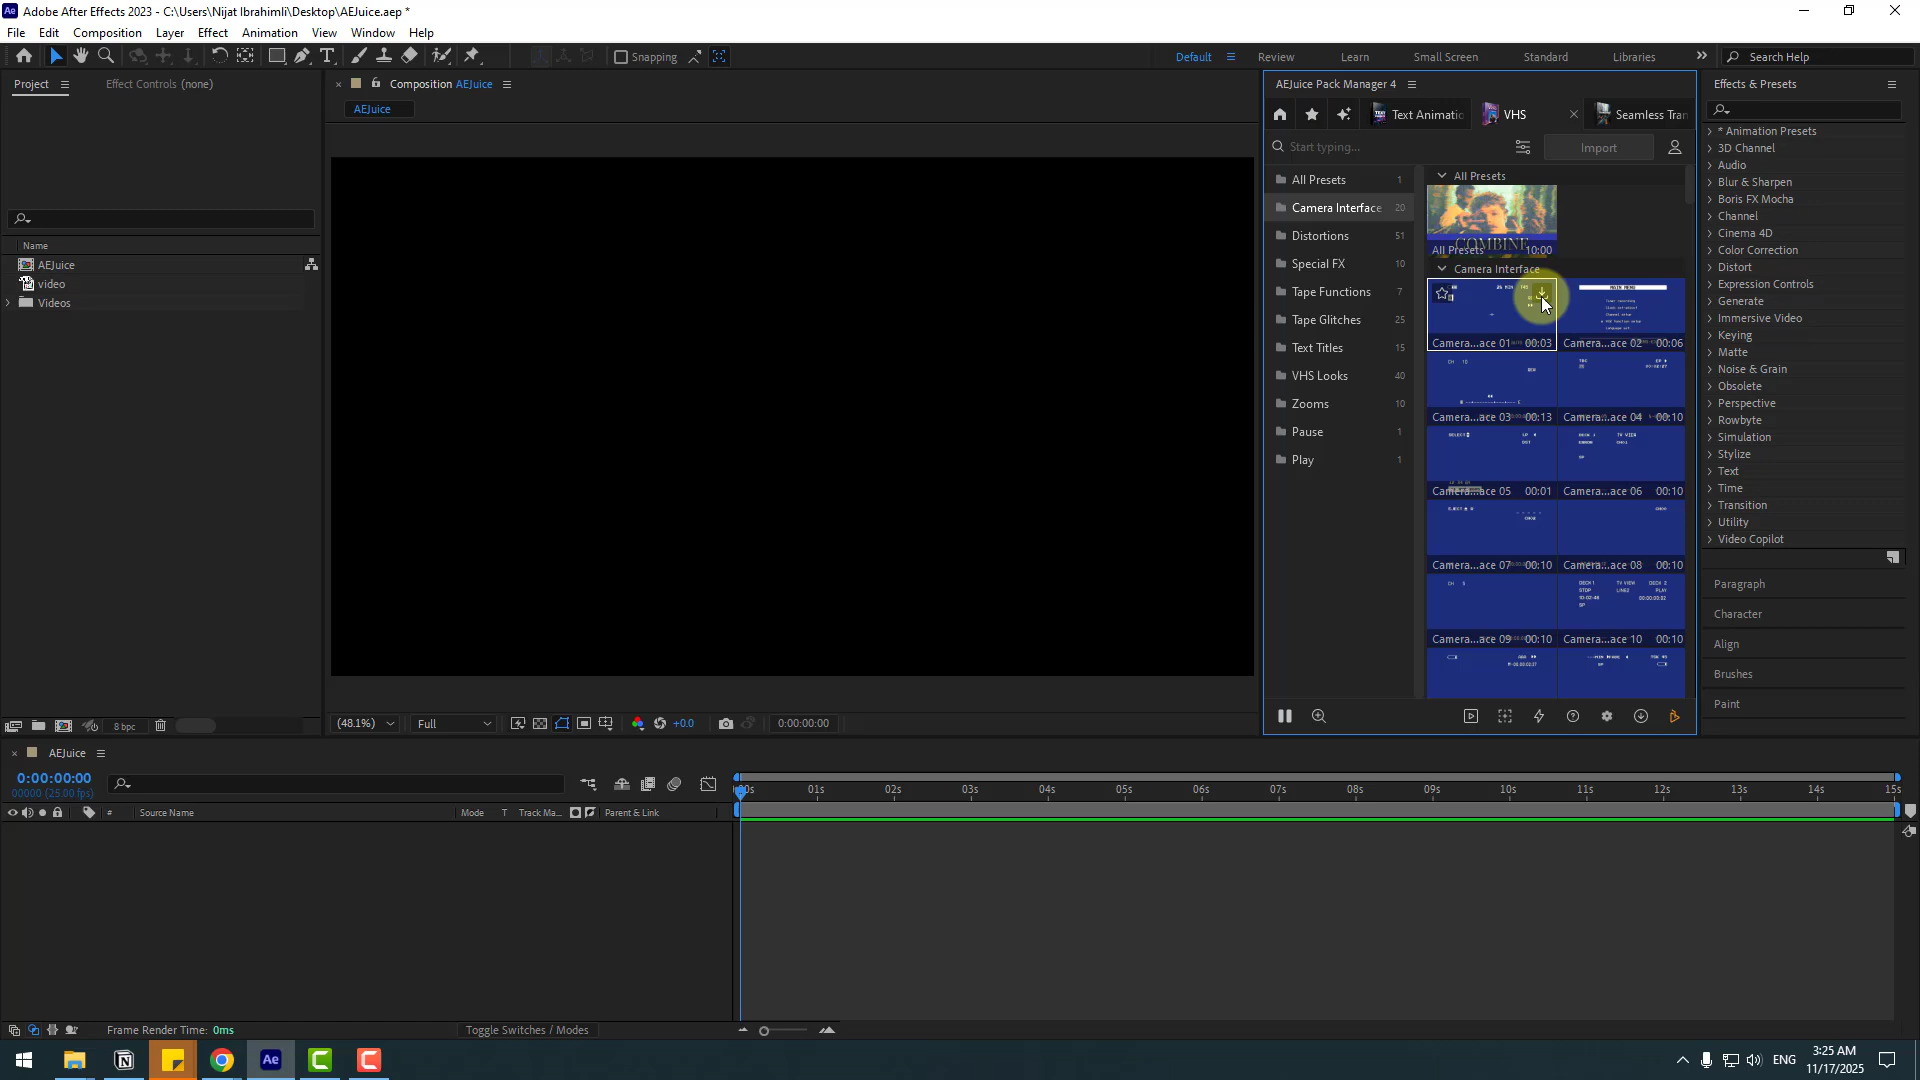 Adobe After Effects 2023 - C:\Users\Nijat Ibrahimli\Desktop\AEJuice.aep *
File Edit Composition Layer Effect Animation View Window Help
Snapping
Default Review Learn Small Screen Standard Libraries Search Help
Project Effect Controls (none)
Composition AEJuice
AEJuice
AEJuice Pack Manager 4
Text Animatio VHS Seamless Tran
Start typing... Import
All Presets 1
Camera Interface 20
Distortions 51
Special FX 10
Tape Functions 7
Tape Glitches 25
Text Titles 15
VHS Looks 40
Zooms 10
Pause 1
Play 1
All Presets
COMBINE
All Presets 10:00
Camera Interface
MAIN MENU
Camera...ace 01 00:03 Camera...ace 02 00:06
Camera...ace 03 00:13 Camera...ace 04 00:10
Camera...ace 05 00:01 Camera...ace 06 00:10
Camera...ace 07 00:10 Camera...ace 08 00:10
Camera...ace 09 00:10 Camera...ace 10 00:10
Effects & Presets
* Animation Presets
3D Channel
Audio
Blur & Sharpen
Boris FX Mocha
Channel
Cinema 4D
Color Correction
Distort
Expression Controls
Generate
Immersive Video
Keying
Matte
Noise & Grain
Obsolete
Perspective
Rowbyte
Simulation
Stylize
Text
Time
Transition
Utility
Video Copilot
Paragraph
Character
Align
Brushes
Paint
Name
AEJuice
video
Videos
8 bpc
(48.1%) Full +0.0 0:00:00:00
AEJuice
0:00:00:00
00000 (25.00 fps)
# Source Name Mode T Track Ma... Parent & Link
00s 01s 02s 03s 04s 05s 06s 07s 08s 09s 10s 11s 12s 13s 14s 15s
Frame Render Time: 0ms Toggle Switches / Modes
ENG 3:25 AM
11/17/2025